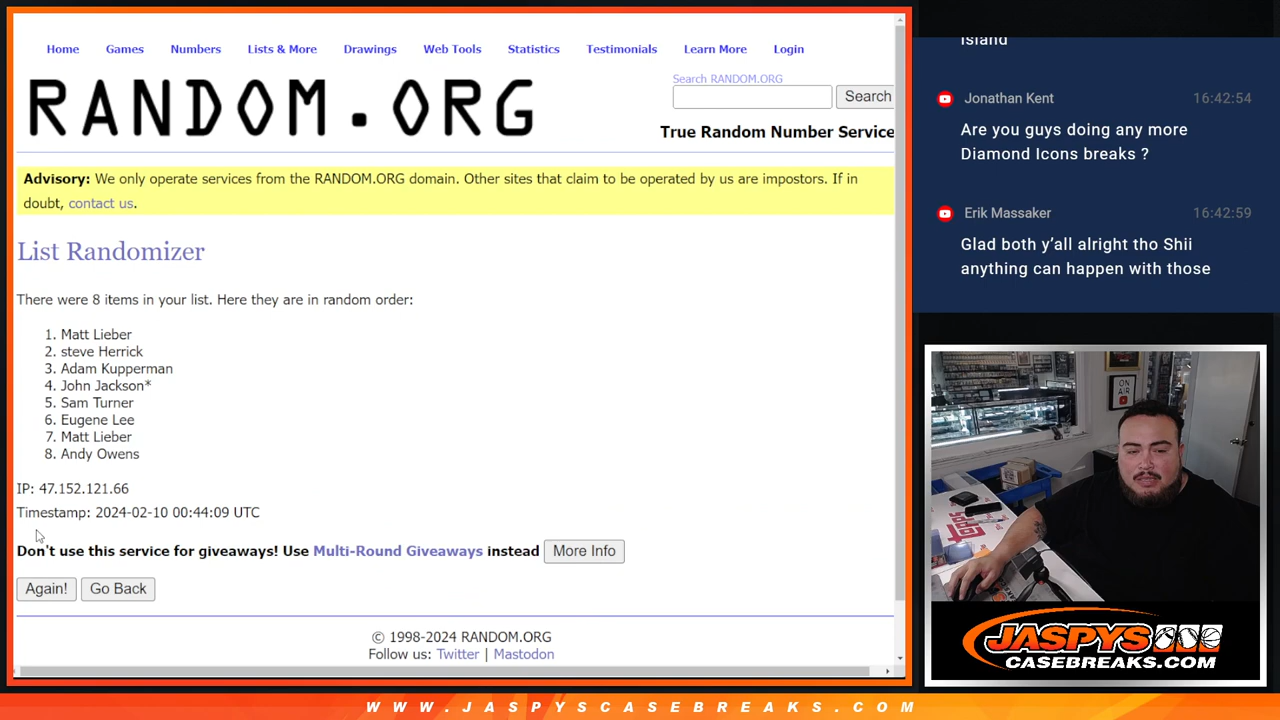 Home Games Numbers Lists & More Drawings Web Tools Statistics Testimonials Learn More Login
RANDOM.ORG
Search RANDOM.ORG
Search
True Random Number Service
Advisory: We only operate services from the RANDOM.ORG domain. Other sites that claim to be operated by us are impostors. If in
doubt, contact us.
List Randomizer
There were 8 items in your list. Here they are in random order:
1. Matt Lieber
2. steve Herrick
3. Adam Kupperman
4. John Jackson*
5. Sam Turner
6. Eugene Lee
7. Matt Lieber
8. Andy Owens
IP: 47.152.121.66
Timestamp: 2024-02-10 00:44:09 UTC
Don't use this service for giveaways! Use Multi-Round Giveaways instead More Info
Again! Go Back
© 1998-2024 RANDOM.ORG
Follow us: Twitter | Mastodon
island
Jonathan Kent 16:42:54
Are you guys doing any more
Diamond Icons breaks ?
Erik Massaker 16:42:59
Glad both y’all alright tho Shii
anything can happen with those
ON
AIR
JASPYS
CASEBREAKS.COM
WWW.JASPYSCASEBREAKS.COM